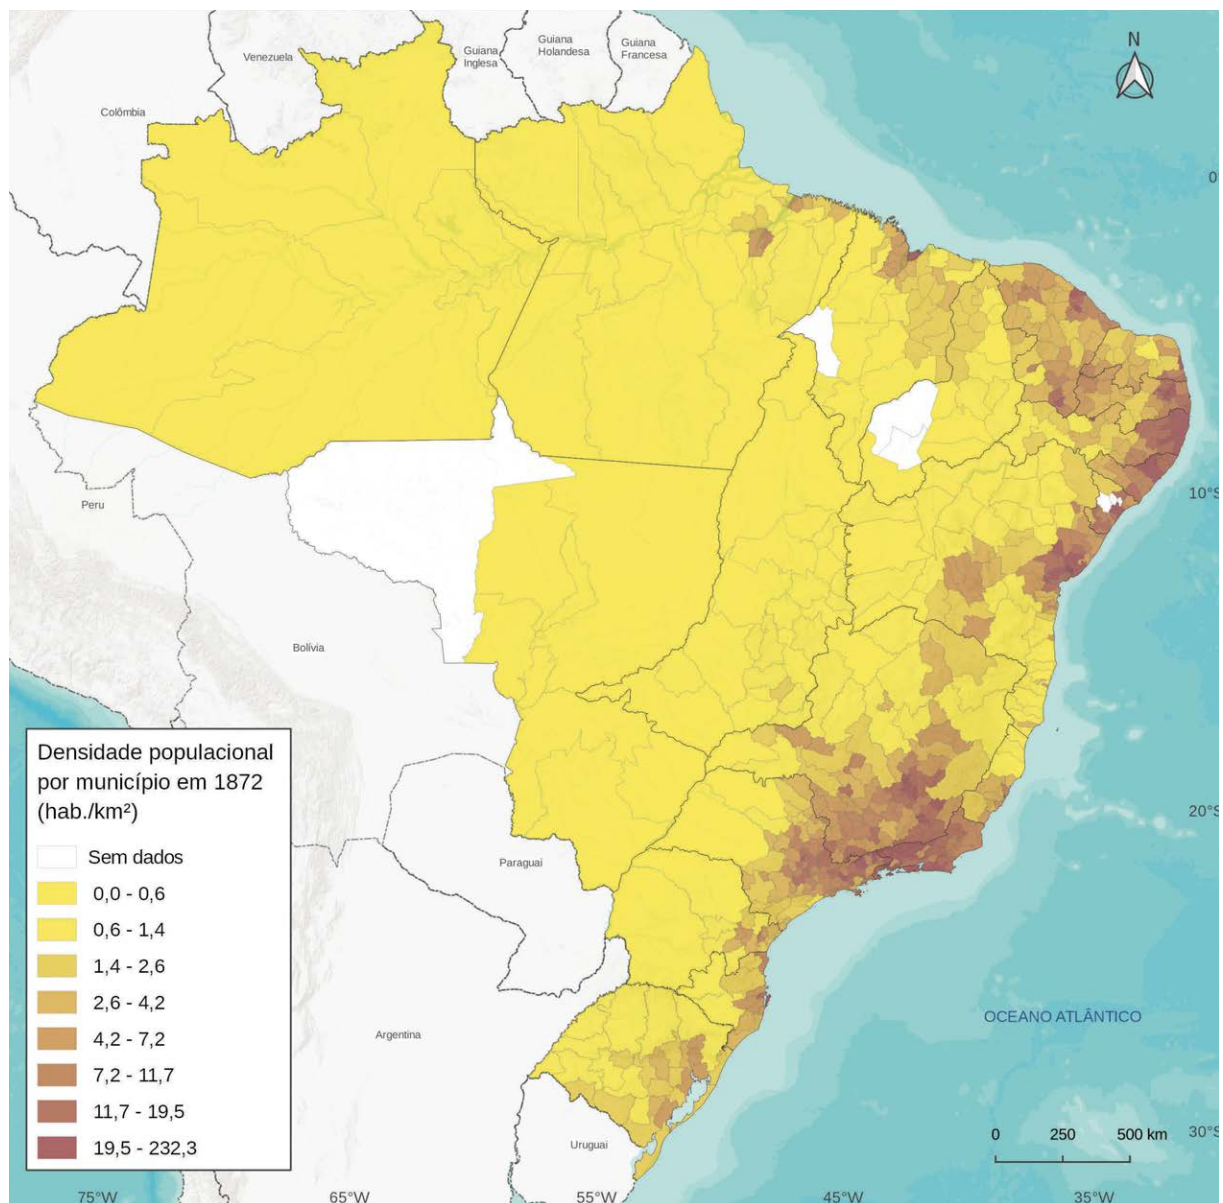 Guiana
Holandesa
Guiana
Francesa
Guiana
Inglesa
Venezuela
N
Colômbia
0°
Peru
10°S
Bolívia
Densidade populacional
por município em 1872
(hab./km²)
Sem dados
0,0 - 0,6
0,6 - 1,4
1,4 - 2,6
2,6 - 4,2
4,2 - 7,2
7,2 - 11,7
11,7 - 19,5
19,5 - 232,3
20°S
Paraguai
OCEANO ATLÂNTICO
Argentina
Uruguai
0 250 500 km
30°S
75°W 65°W 55°W 45°W 35°W